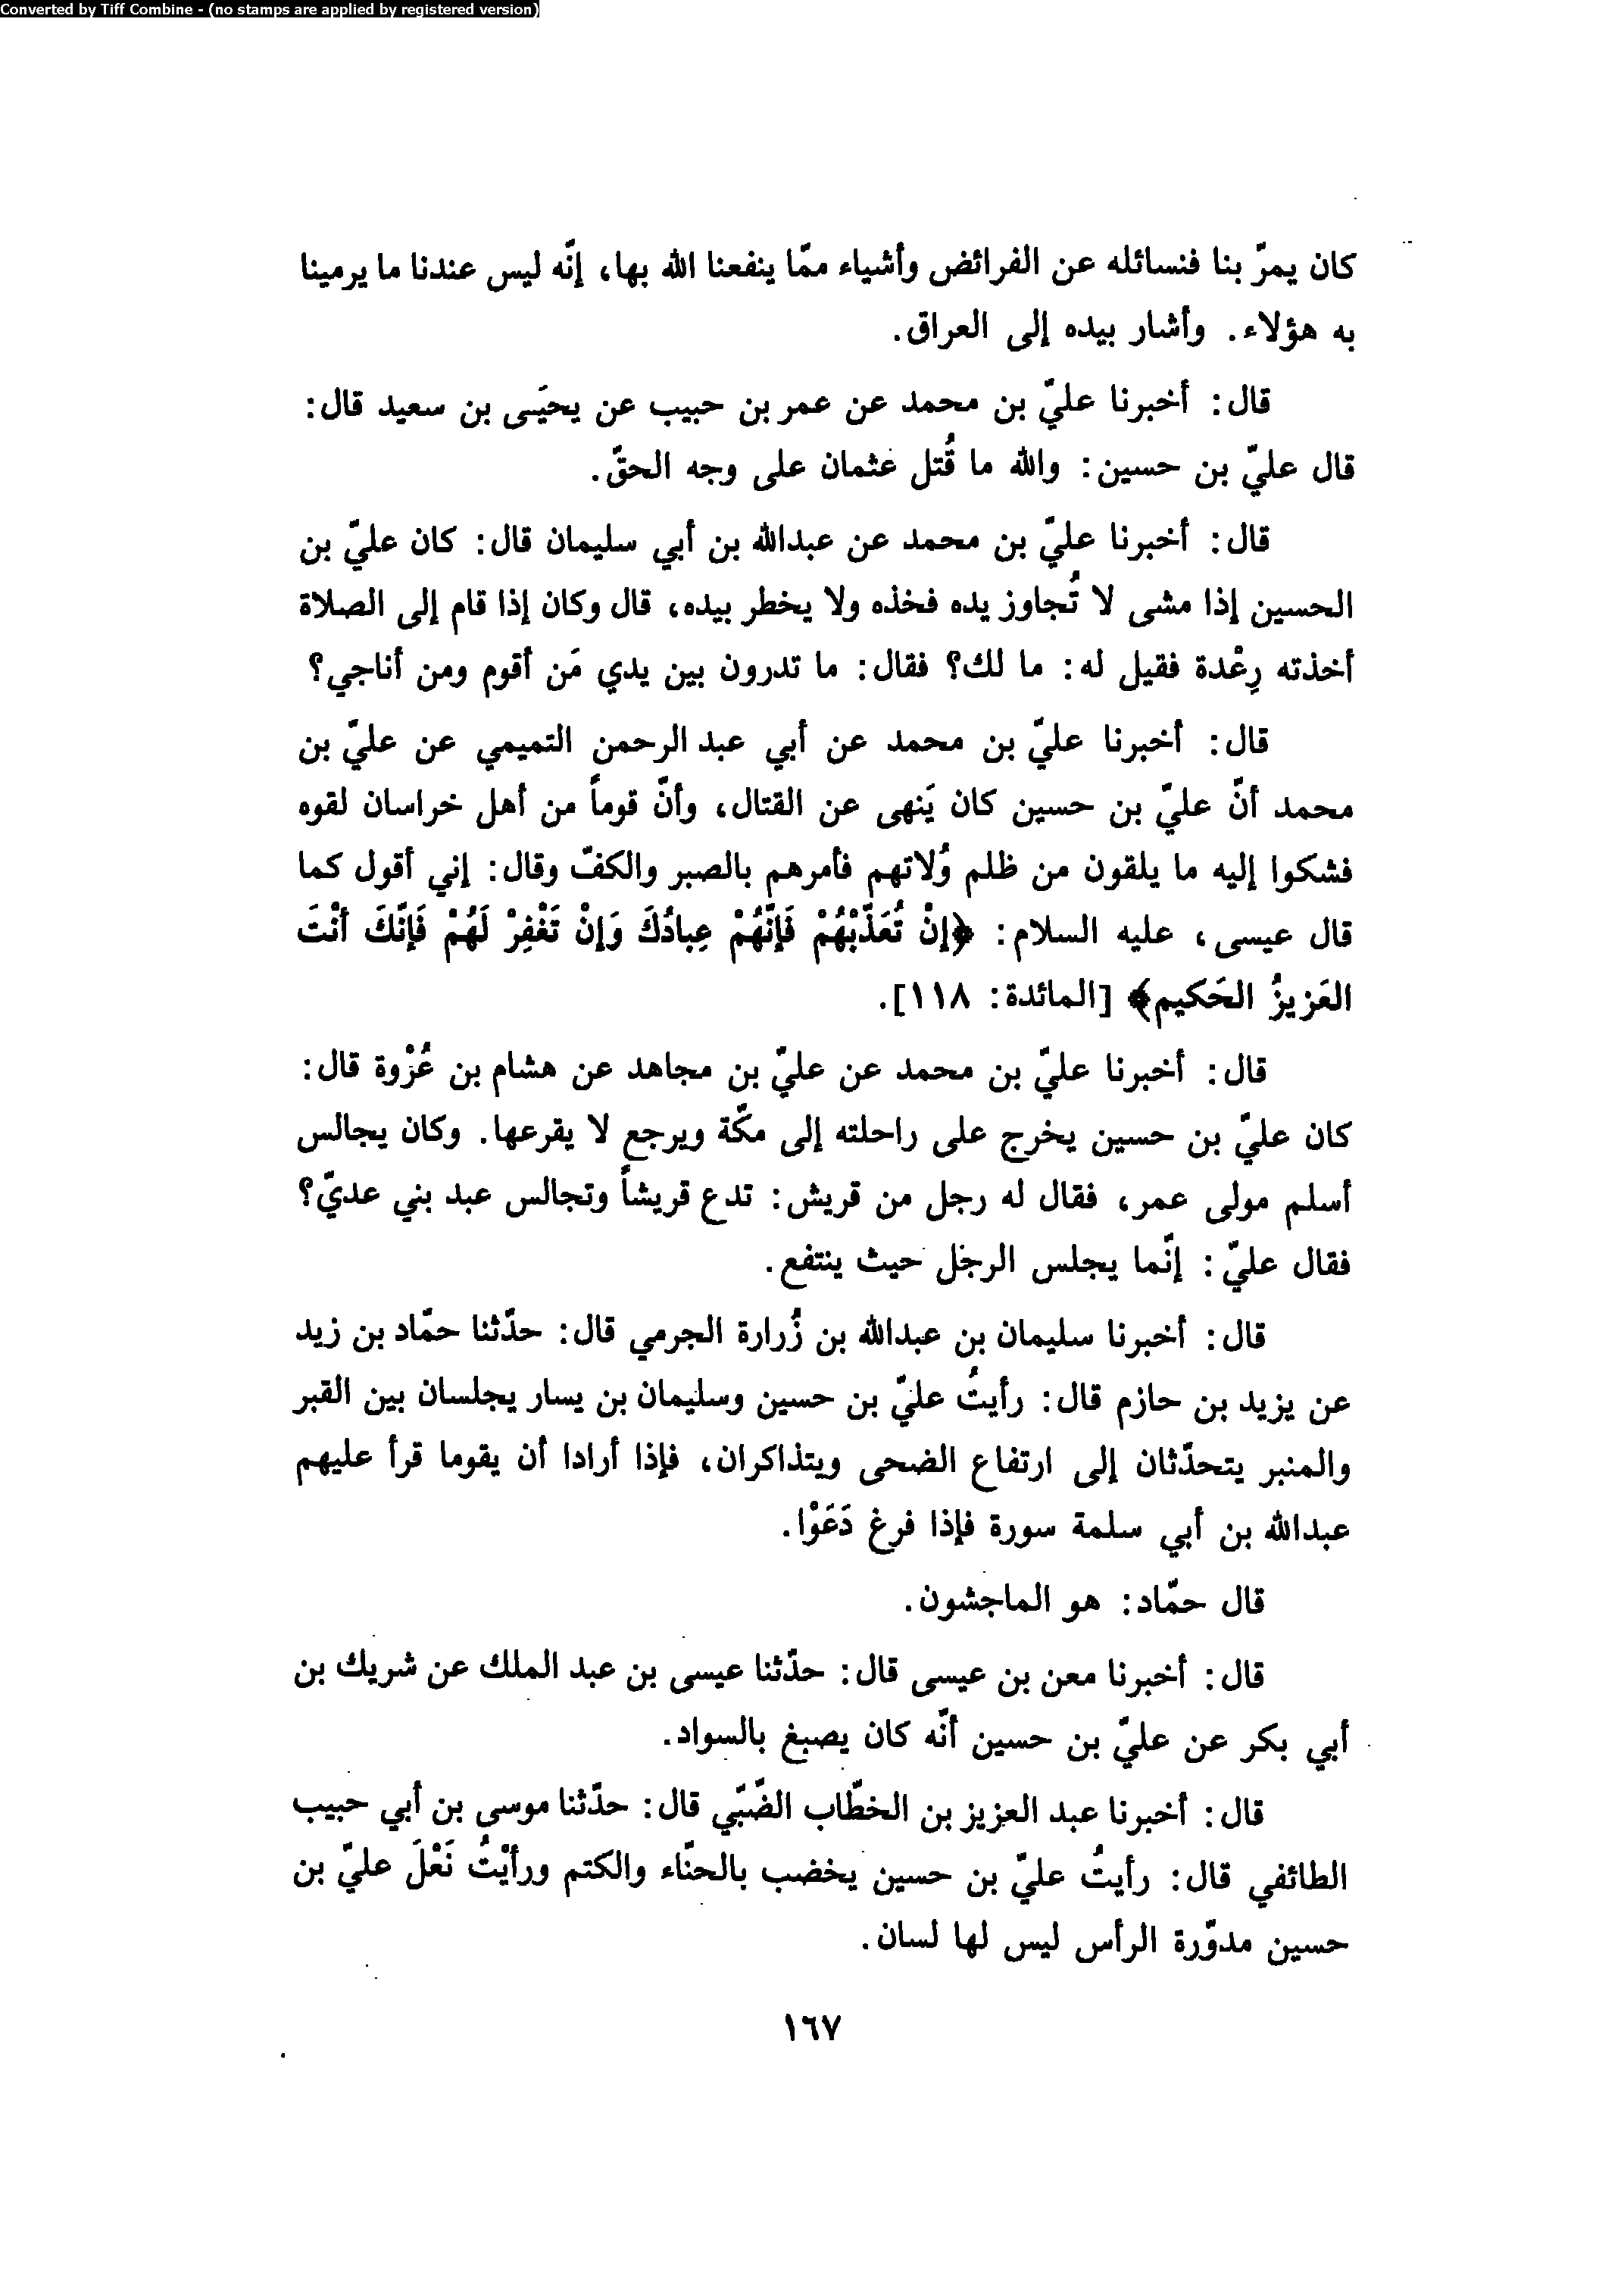 Converted by Tiff Combine - (no stamps are applied by registered version)
كان يمرّ بنا فنسائله عن الفرائض وأشياء ممّا ينفعنا الله بها، إنّه ليس عندنا ما يرمينا
به هؤلاء. وأشار بيده إلى العراق.
قال: أخبرنا عليّ بن محمد عن عمر بن حبيب عن يحيَى بن سعيد قال:
قال عليّ بن حسين: والله ما قُتل عثمان على وجه الحقّ.
قال: أخبرنا عليّ بن محمد عن عبدالله بن أبي سليمان قال: كان عليّ بن
الحسين إذا مشى لا تُجاوز يده فخذه ولا يخطر بيده، قال وكان إذا قام إلى الصلاة
أخذته رِعْدة فقيل له: ما لك؟ فقال: ما تدرون بين يدي مَن أقوم ومن أناجي؟
قال: أخبرنا عليّ بن محمد عن أبي عبد الرحمن التميمي عن عليّ بن
محمد أنّ عليّ بن حسين كان يَنهى عن القتال، وأنّ قوماً من أهل خراسان لقوه
فشكوا إليه ما يلقون من ظلم وُلاتهم فأمرهم بالصبر والكفّ وقال: إني أقول كما
قال عيسى، عليه السلام: ﴿إنْ تُعَذّبْهُمْ فَإنّهُمْ عِبادُكَ وَإنْ تَغْفِرْ لَهُمْ فَإنّكَ أنْتَ
العَزيزُ الحَكيم﴾ [المائدة: ١١٨].
قال: أخبرنا عليّ بن محمد عن عليّ بن مجاهد عن هشام بن عُرْوة قال:
كان عليّ بن حسين يخرج على راحلته إلى مكّة ويرجع لا يقرعها. وكان يجالس
أسلم مولى عمر، فقال له رجل من قريش: تدع قريشاً وتجالس عبد بني عديّ؟
فقال عليّ: إنّما يجلس الرجل حيث ينتفع.
قال: أخبرنا سليمان بن عبدالله بن زُرارة الجرمي قال: حدّثنا حمّاد بن زيد
عن يزيد بن حازم قال: رأيتُ عليّ بن حسين وسليمان بن يسار يجلسان بين القبر
والمنبر يتحدّثان إلى ارتفاع الضحى ويتذاكران، فإذا أرادا أن يقوما قرأ عليهم
عبدالله بن أبي سلمة سورة فإذا فرغ دَعَوْا.
قال حمّاد: هو الماجشون.
قال: أخبرنا معن بن عيسى قال: حدّثنا عيسى بن عبد الملك عن شريك بن
أبي بكر عن عليّ بن حسين أنّه كان يصبغ بالسواد.
قال: أخبرنا عبد العزيز بن الخطّاب الضّبّي قال: حدّثنا موسى بن أبي حبيب
الطائفي قال: رأيتُ عليّ بن حسين يخضب بالحنّاء والكتم ورأيْتُ نَعْلَ عليّ بن
حسين مدوّرة الرأس ليس لها لسان.
١٦٧